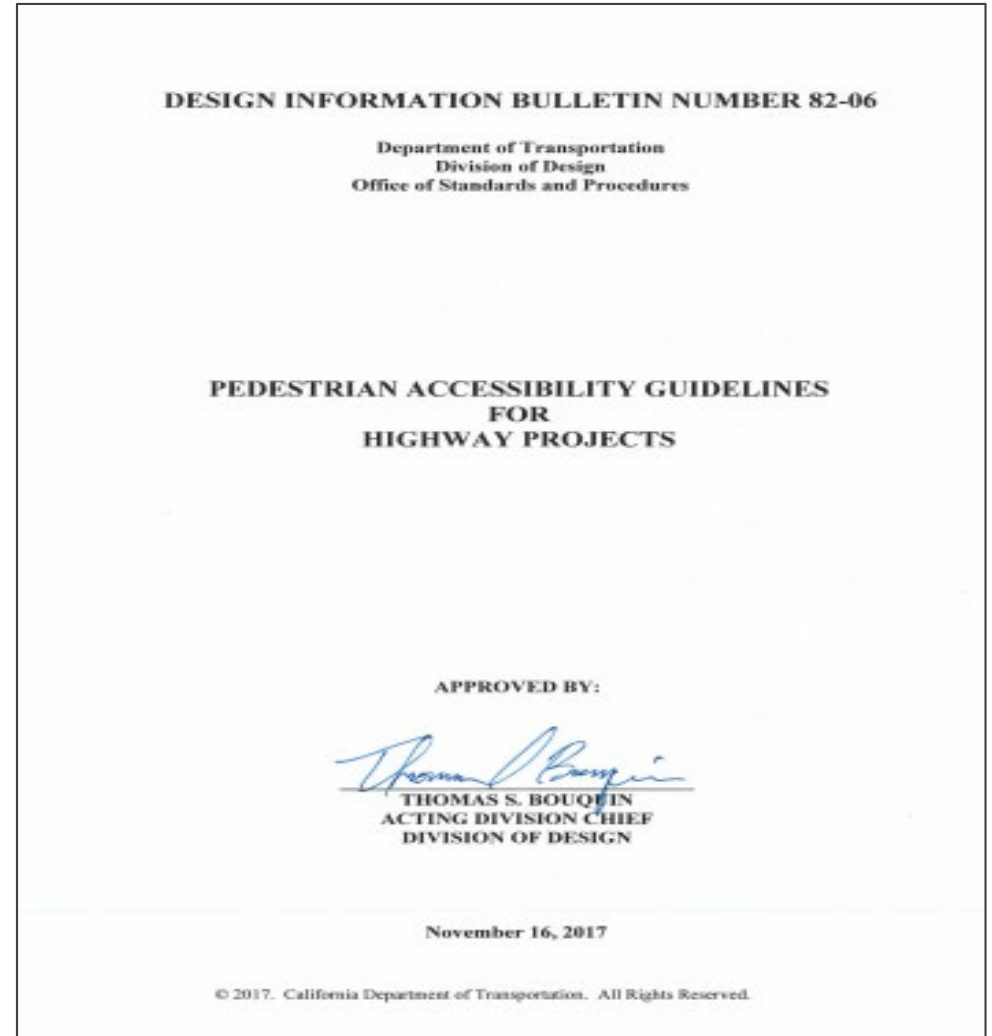 DESIGN INFORMATION BULLETIN NUMBER 82-06
Department of Transportation
Division of Design
Office of Standards and Procedures
PEDESTRIAN ACCESSIBILITY GUIDELINES
FOR
HIGHWAY PROJECTS
APPROVED BY:
THOMAS S. BOUQUIN
ACTING DIVISION CHIEF
DIVISION OF DESIGN
November 16, 2017
© 2017. California Department of Transportation. All Rights Reserved.